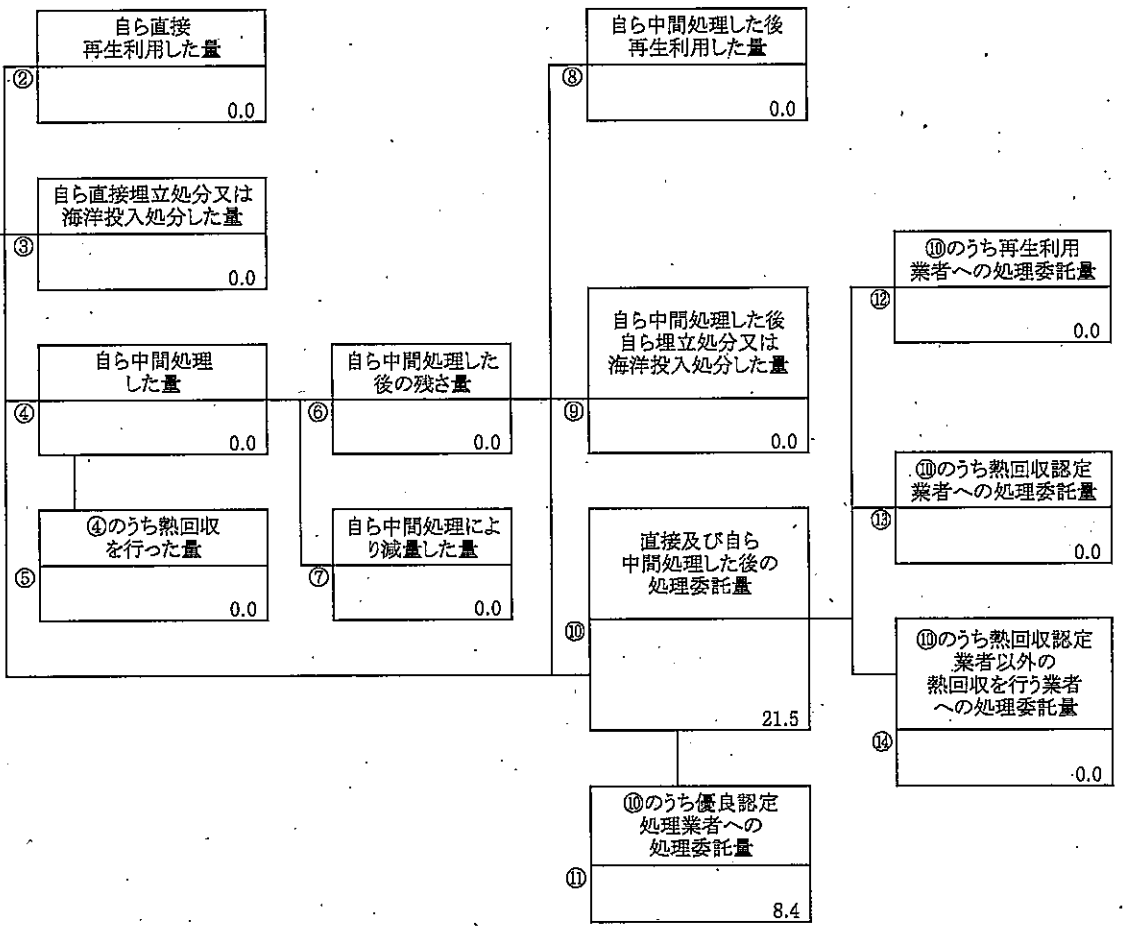 自ら直接
再生利用した量
②
0.0
自ら直接埋立処分又は
海洋投入処分した量
③
0.0
自ら中間処理
した量
④
0.0
④のうち熱回収
を行った量
⑤
0.0
自ら中間処理した
後の残さ量
⑥
0.0
自ら中間処理によ
り減量した量
⑦
0.0
自ら中間処理した後
再生利用した量
⑧
0.0
自ら中間処理した後
自ら埋立処分又は
海洋投入処分した量
⑨
0.0
直接及び自ら
中間処理した後の
処理委託量
⑩
21.5
⑩のうち優良認定
処理業者への
処理委託量
⑪
8.4
⑩のうち再生利用
業者への処理委託量
⑫
0.0
⑩のうち熱回収認定
業者への処理委託量
⑬
0.0
⑩のうち熱回収認定
業者以外の
熱回収を行う業者
への処理委託量
⑭
0.0